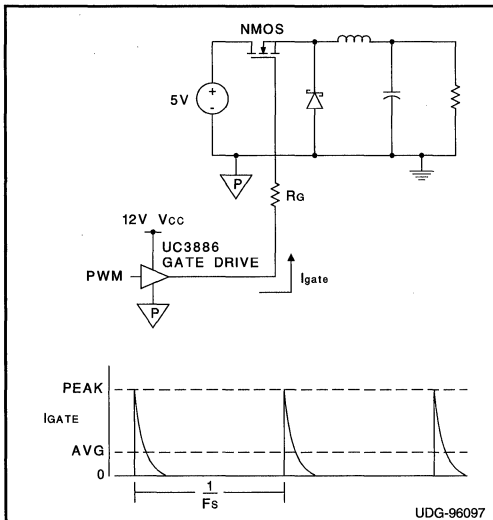 NMOS
5V
+
-
P
RG
12V VCC
UC3886
GATE DRIVE
PWM
Igate
P
PEAK
IGATE
AVG
0
1
FS
UDG-96097